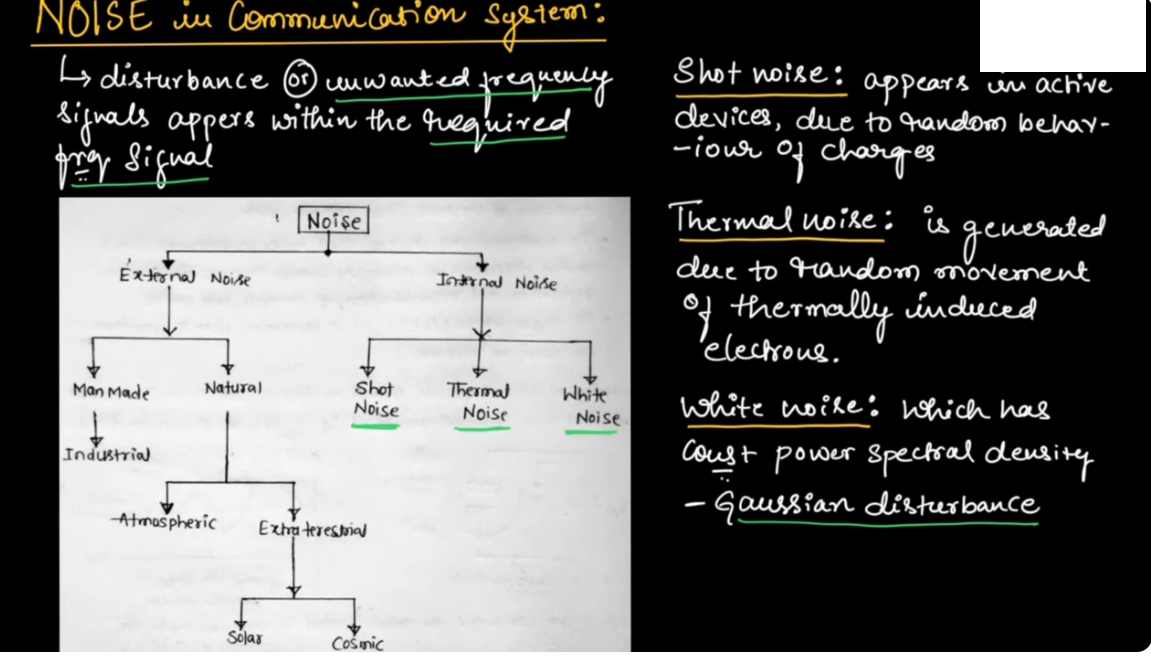 NOISE in Communication System:
↳ disturbance or unwanted frequency
signals appers within the required
freq signal
Noise
External Noise
Internal Noise
Man Made
Natural
Shot Noise
Thermal Noise
White Noise
Industrial
Atmospheric
Extraterestrial
Solar
Cosmic
Shot noise: appears in active
devices, due to random behav-
-iour of charges
Thermal noise: is generated
due to random movement
of thermally induced
electrons.
White noise: which has
const power spectral density
- Gaussian disturbance